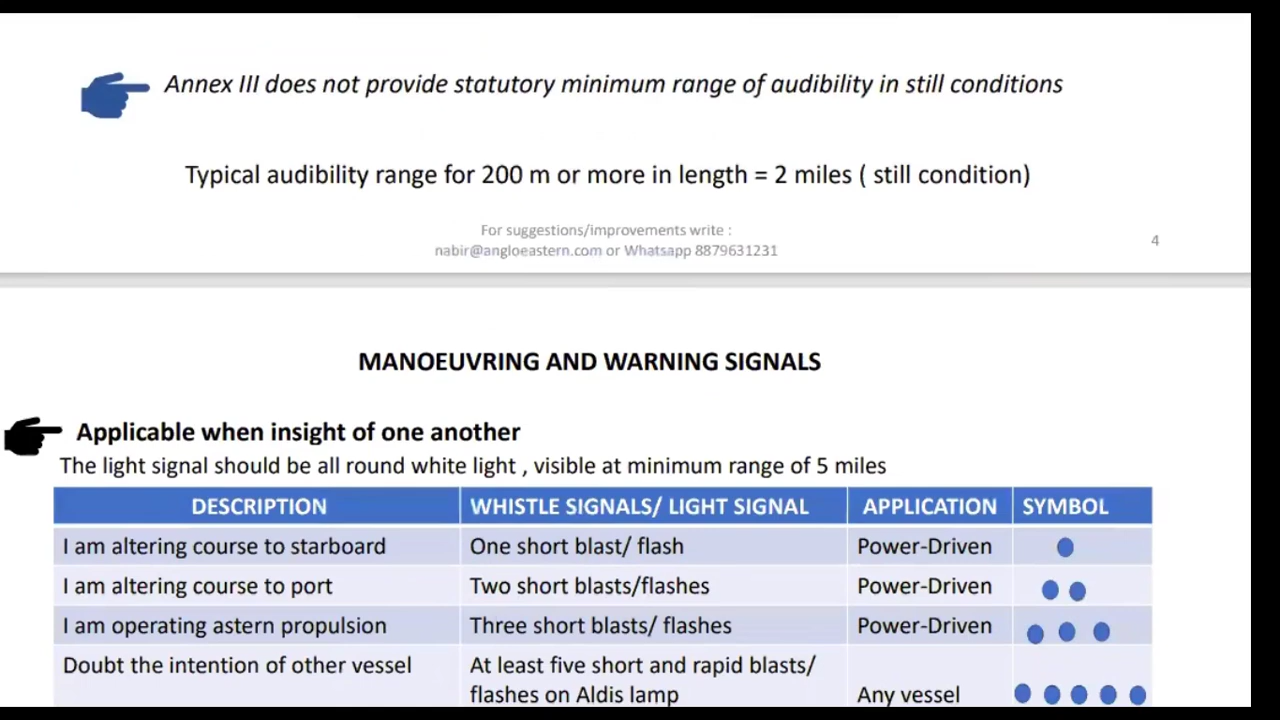 Annex III does not provide statutory minimum range of audibility in still conditions
Typical audibility range for 200 m or more in length = 2 miles ( still condition)
For suggestions/improvements write :
nabir@angloeastern.com or Whatsapp 8879631231
4
MANOEUVRING AND WARNING SIGNALS
Applicable when insight of one another
The light signal should be all round white light , visible at minimum range of 5 miles
DESCRIPTION WHISTLE SIGNALS/ LIGHT SIGNAL APPLICATION SYMBOL
I am altering course to starboard One short blast/ flash Power-Driven
I am altering course to port Two short blasts/flashes Power-Driven
I am operating astern propulsion Three short blasts/ flashes Power-Driven
Doubt the intention of other vessel At least five short and rapid blasts/
flashes on Aldis lamp Any vessel